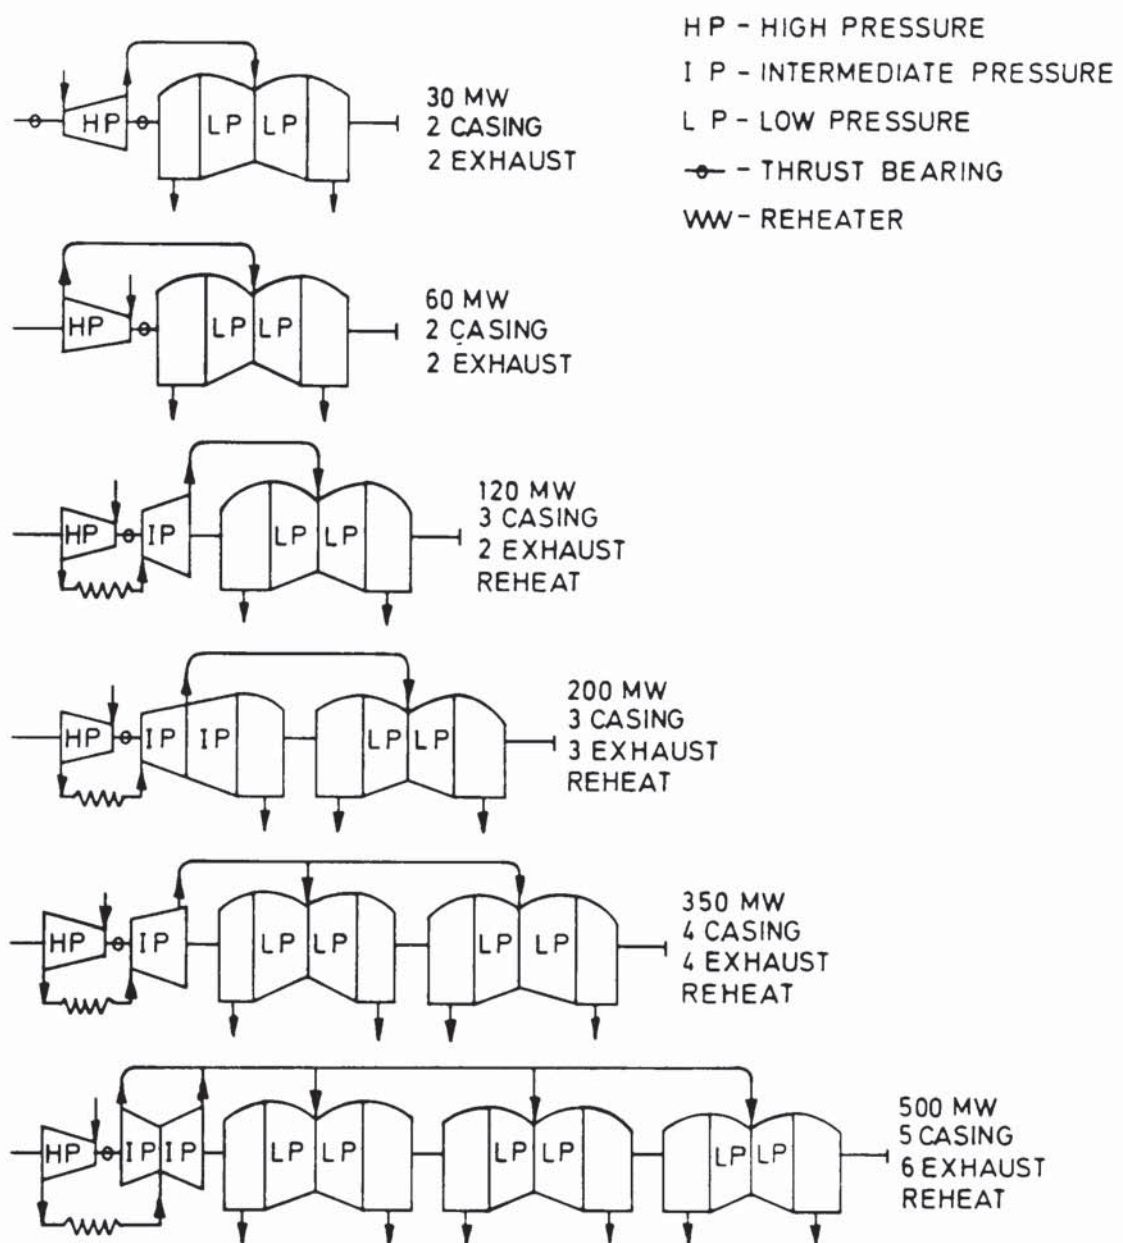 HP - HIGH PRESSURE
IP - INTERMEDIATE PRESSURE
LP - LOW PRESSURE
- THRUST BEARING
- REHEATER
HP LP LP
30 MW
2 CASING
2 EXHAUST
HP LP LP
60 MW
2 CASING
2 EXHAUST
HP IP LP LP
120 MW
3 CASING
2 EXHAUST
REHEAT
HP IP IP LP LP
200 MW
3 CASING
3 EXHAUST
REHEAT
HP IP LP LP LP LP
350 MW
4 CASING
4 EXHAUST
REHEAT
HP IP IP LP LP LP LP LP LP
500 MW
5 CASING
6 EXHAUST
REHEAT